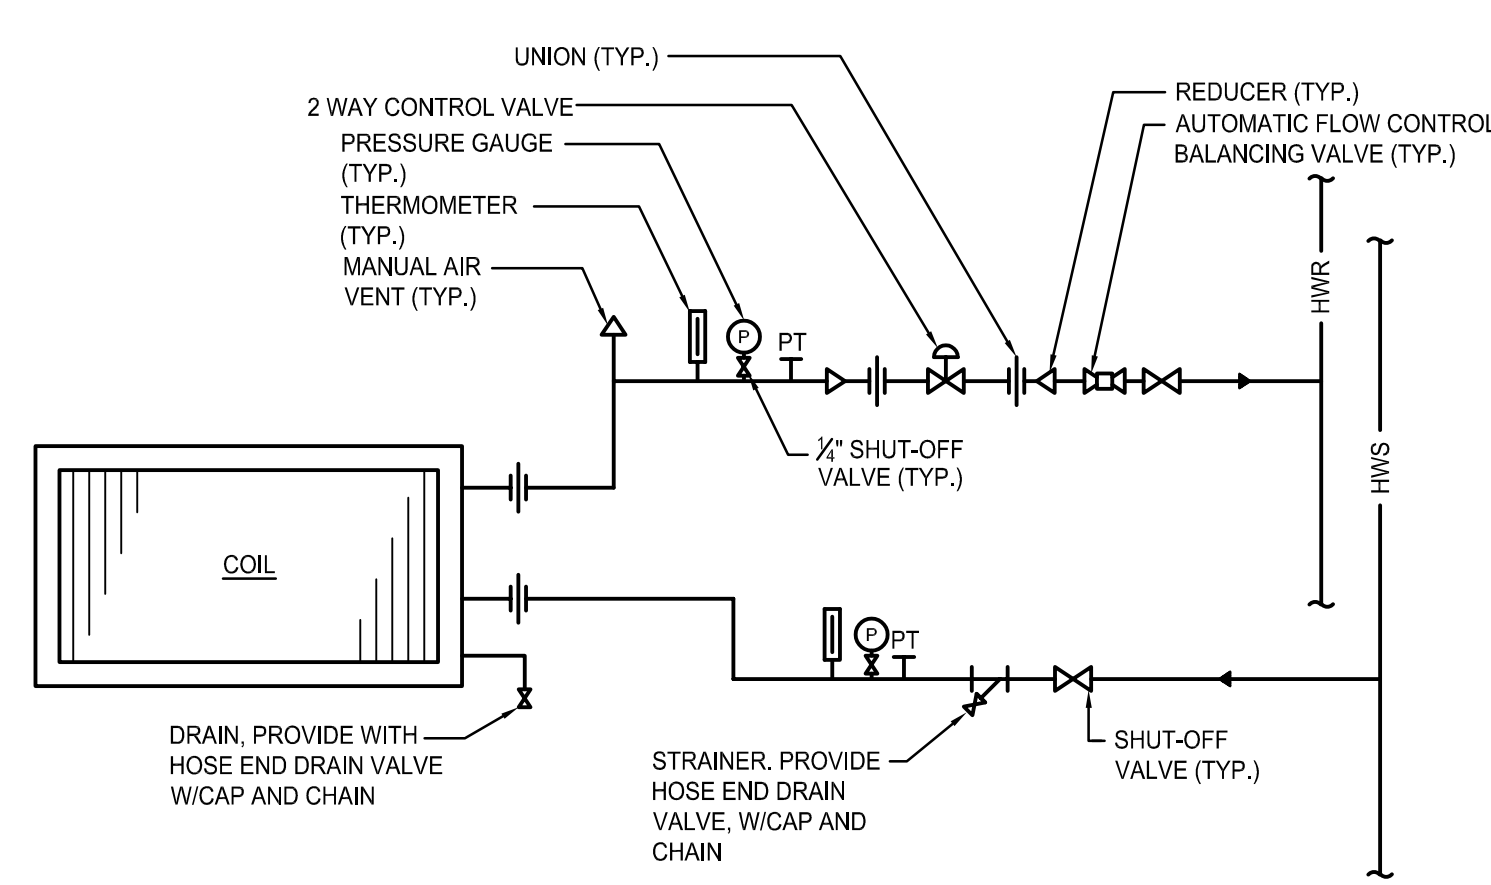 UNION (TYP.)
2 WAY CONTROL VALVE
PRESSURE GAUGE
(TYP.)
THERMOMETER
(TYP.)
MANUAL AIR
VENT (TYP.)
REDUCER (TYP.)
AUTOMATIC FLOW CONTROL
BALANCING VALVE (TYP.)
HWR
HWS
P
PT
1/4" SHUT-OFF
VALVE (TYP.)
COIL
P
PT
DRAIN, PROVIDE WITH
HOSE END DRAIN VALVE
W/CAP AND CHAIN
STRAINER. PROVIDE
HOSE END DRAIN
VALVE, W/CAP AND
CHAIN
SHUT-OFF
VALVE (TYP.)